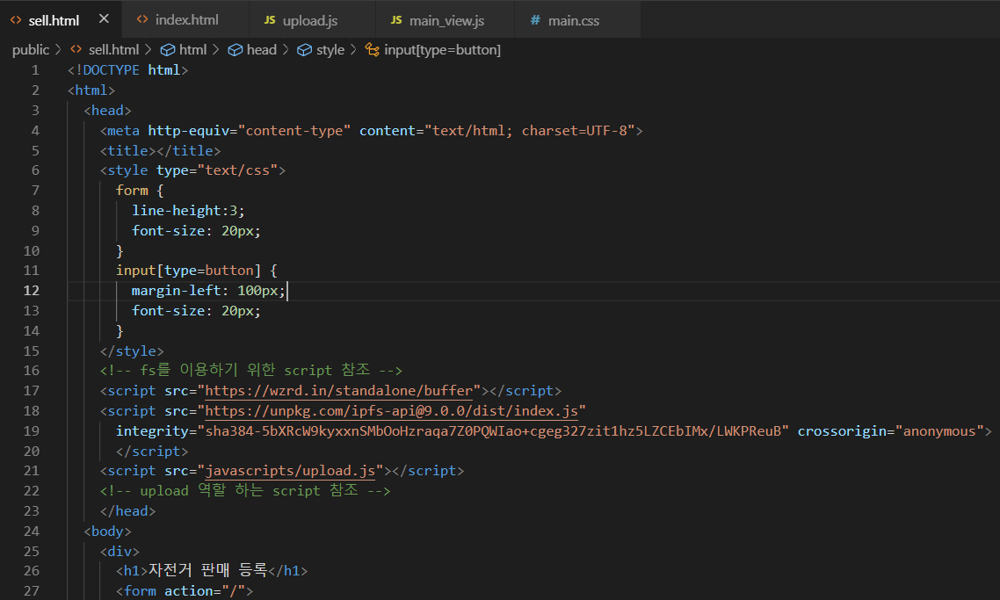 sell.html index.html upload.js main_view.js main.css
public > sell.html > html > head > style > input[type=button]
1 <!DOCTYPE html>
2 <html>
3 <head>
4 <meta http-equiv="content-type" content="text/html; charset=UTF-8">
5 <title></title>
6 <style type="text/css">
7 form {
8 line-height:3;
9 font-size: 20px;
10 }
11 input[type=button] {
12 margin-left: 100px;
13 font-size: 20px;
14 }
15 </style>
16 <!-- fs를 이용하기 위한 script 참조 -->
17 <script src="https://wzrd.in/standalone/buffer"></script>
18 <script src="https://unpkg.com/ipfs-api@9.0.0/dist/index.js"
19 integrity="sha384-5bXRcW9kyxxnSMbOoHzraqa7Z0PQWIao+cgeg327zit1hz5LZCEbIMx/LWKPReuB" crossorigin="anonymous">
20 </script>
21 <script src="javascripts/upload.js"></script>
22 <!-- upload 역할 하는 script 참조 -->
23 </head>
24 <body>
25 <div>
26 <h1>자전거 판매 등록</h1>
27 <form action="/">